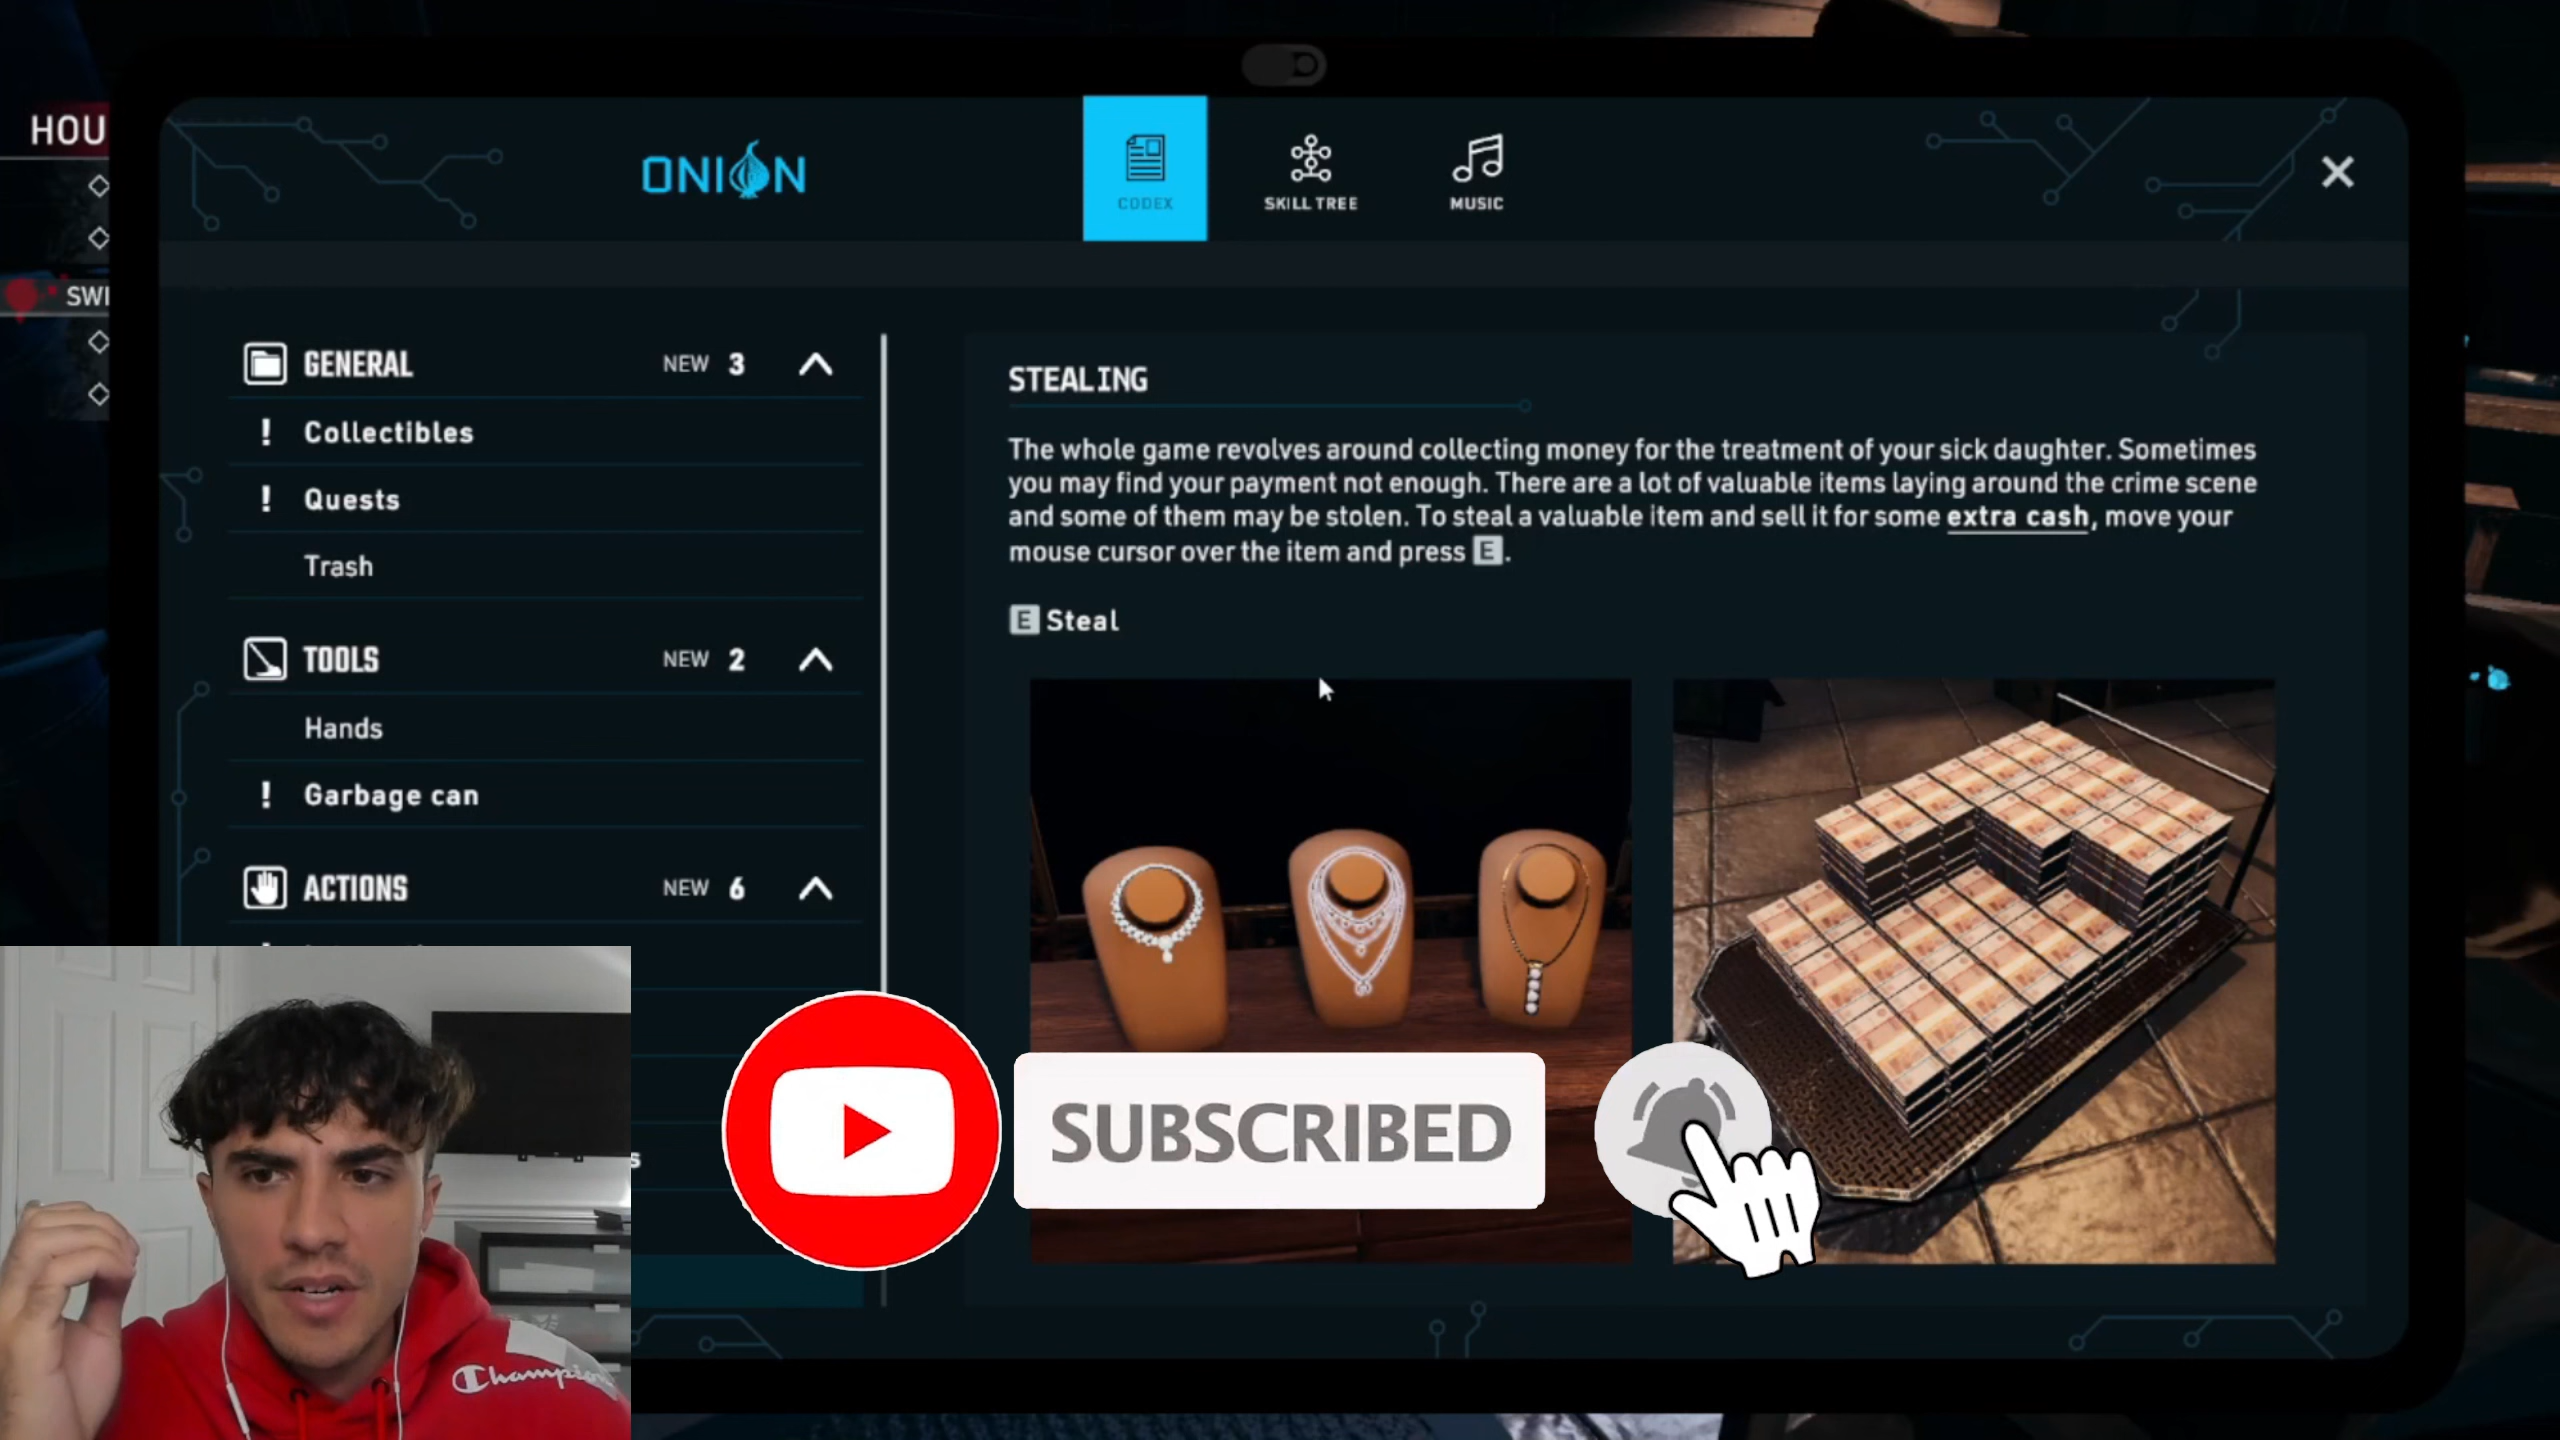 HOU
SWI
ONION
CODEX
SKILL TREE
MUSIC
GENERAL NEW 3
! Collectibles
! Quests
Trash
TOOLS NEW 2
Hands
! Garbage can
ACTIONS NEW 6
s
STEALING
The whole game revolves around collecting money for the treatment of your sick daughter. Sometimes
you may find your payment not enough. There are a lot of valuable items laying around the crime scene
and some of them may be stolen. To steal a valuable item and sell it for some extra cash, move your
mouse cursor over the item and press E.
E Steal
SUBSCRIBED
Champion